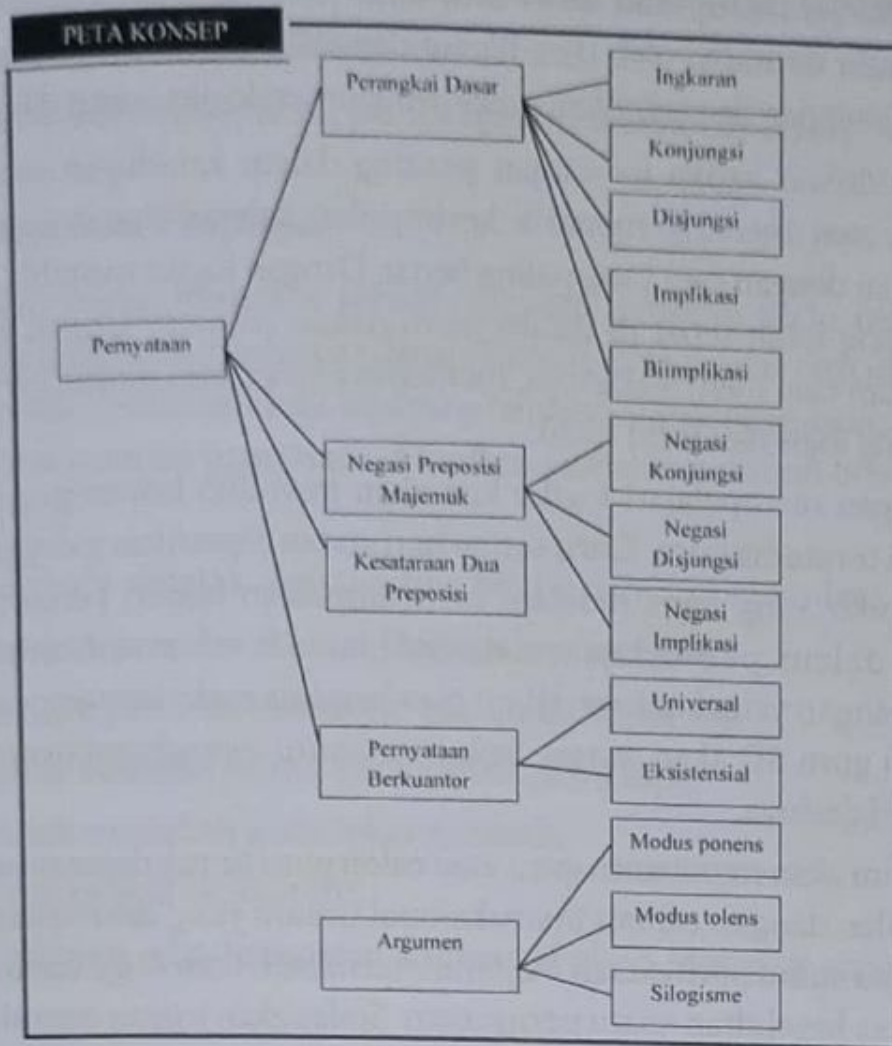 PETA KONSEP
Pernyataan
Perangkai Dasar
Ingkaran
Konjungsi
Disjungsi
Implikasi
Biimplikasi
Negasi Preposisi
Majemuk
Negasi
Konjungsi
Negasi
Disjungsi
Negasi
Implikasi
Kesataraan Dua
Preposisi
Pernyataan
Berkuantor
Universal
Eksistensial
Argumen
Modus ponens
Modus tolens
Silogisme